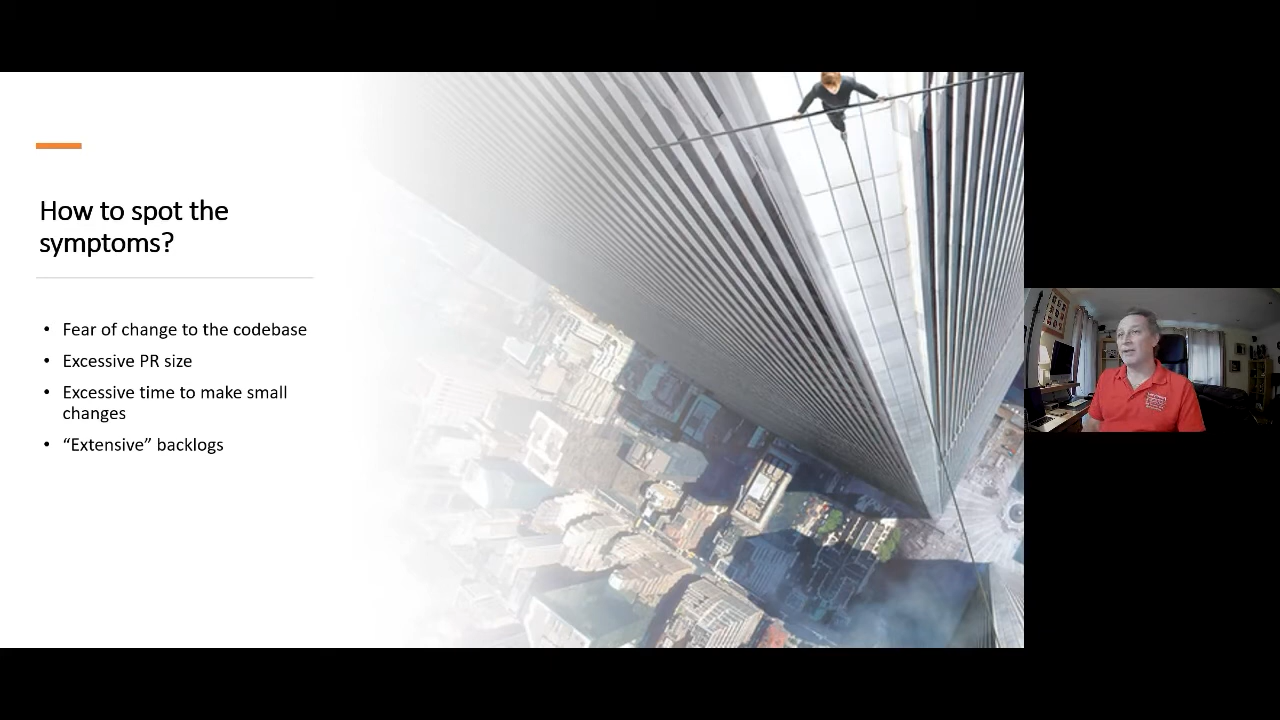 How to spot the
symptoms?
• Fear of change to the codebase
• Excessive PR size
• Excessive time to make small
changes
• “Extensive” backlogs